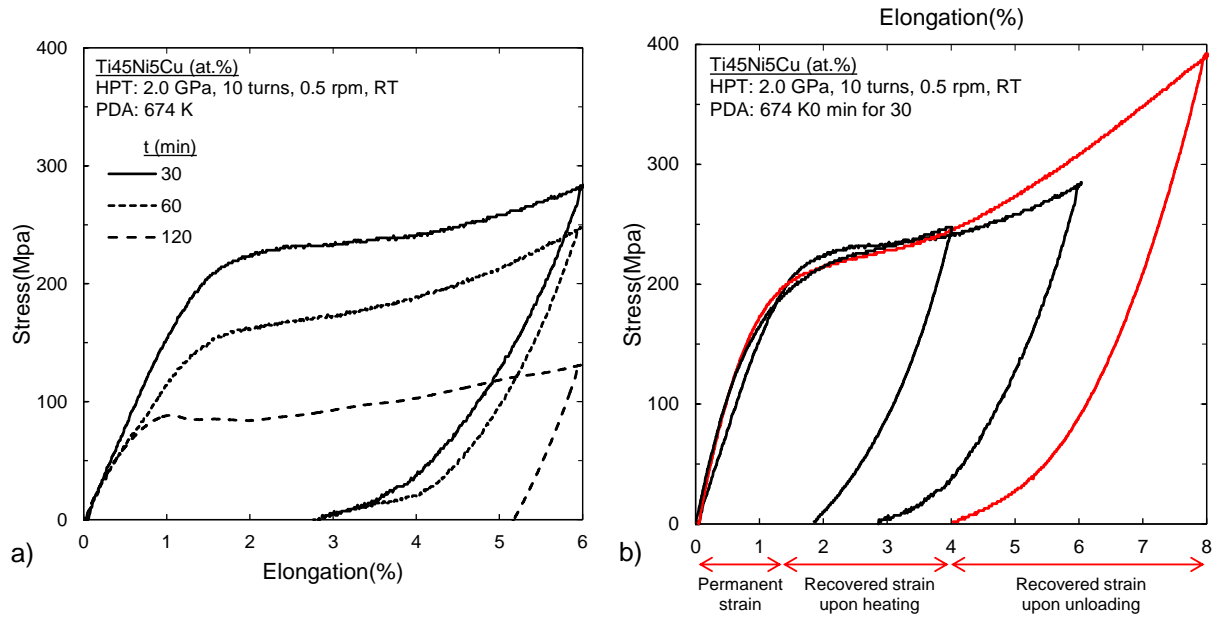 400
300
200
100
0
Stress(Mpa)
Ti45Ni5Cu (at.%)
HPT: 2.0 GPa, 10 turns, 0.5 rpm, RT
PDA: 674 K
t (min)
30
60
120
0 1 2 3 4 5 6
Elongation(%)
a)
Elongation(%)
400
300
200
100
0
Stress(Mpa)
Ti45Ni5Cu (at.%)
HPT: 2.0 GPa, 10 turns, 0.5 rpm, RT
PDA: 674 K0 min for 30
0 1 2 3 4 5 6 7 8
b)
Permanent
strain
Recovered strain
upon heating
Recovered strain
upon unloading